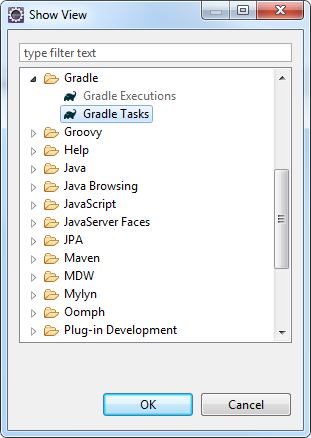 Show View
type filter text
Gradle
Gradle Executions
Gradle Tasks
Groovy
Help
Java
Java Browsing
JavaScript
JavaServer Faces
JPA
Maven
MDW
Mylyn
Oomph
Plug-in Development
OK
Cancel